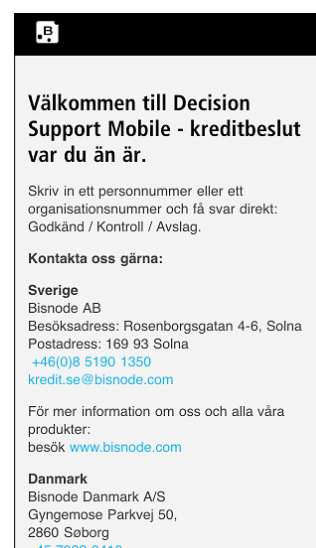 B
Välkommen till Decision
Support Mobile - kreditbeslut
var du än är.
Skriv in ett personnummer eller ett
organisationsnummer och få svar direkt:
Godkänd / Kontroll / Avslag.
Kontakta oss gärna:
Sverige
Bisnode AB
Besöksadress: Rosenborgsgatan 4-6, Solna
Postadress: 169 93 Solna
+46(0)8 5190 1350
kredit.se@bisnode.com
För mer information om oss och alla våra
produkter:
besök www.bisnode.com
Danmark
Bisnode Danmark A/S
Gyngemose Parkvej 50,
2860 Søborg